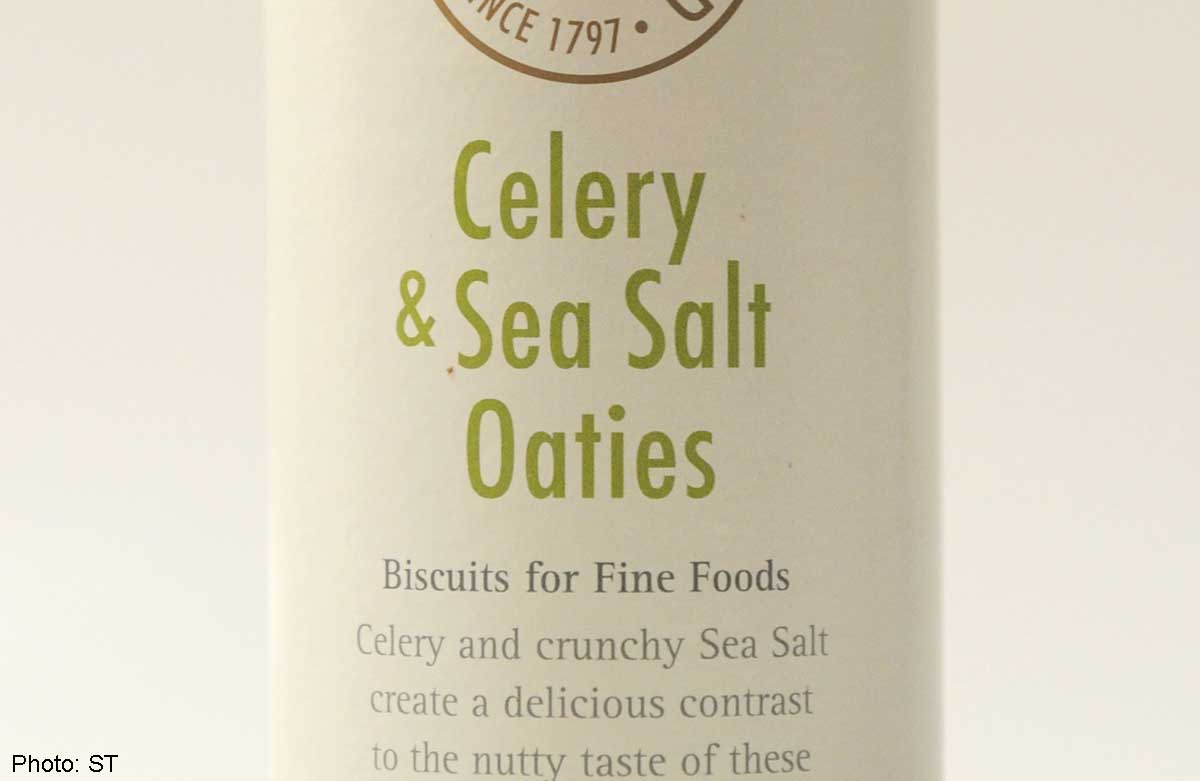 SINCE 1797 •
Celery
& Sea Salt
Oaties
Biscuits for Fine Foods
Celery and crunchy Sea Salt
create a delicious contrast
to the nutty taste of these
Photo: ST